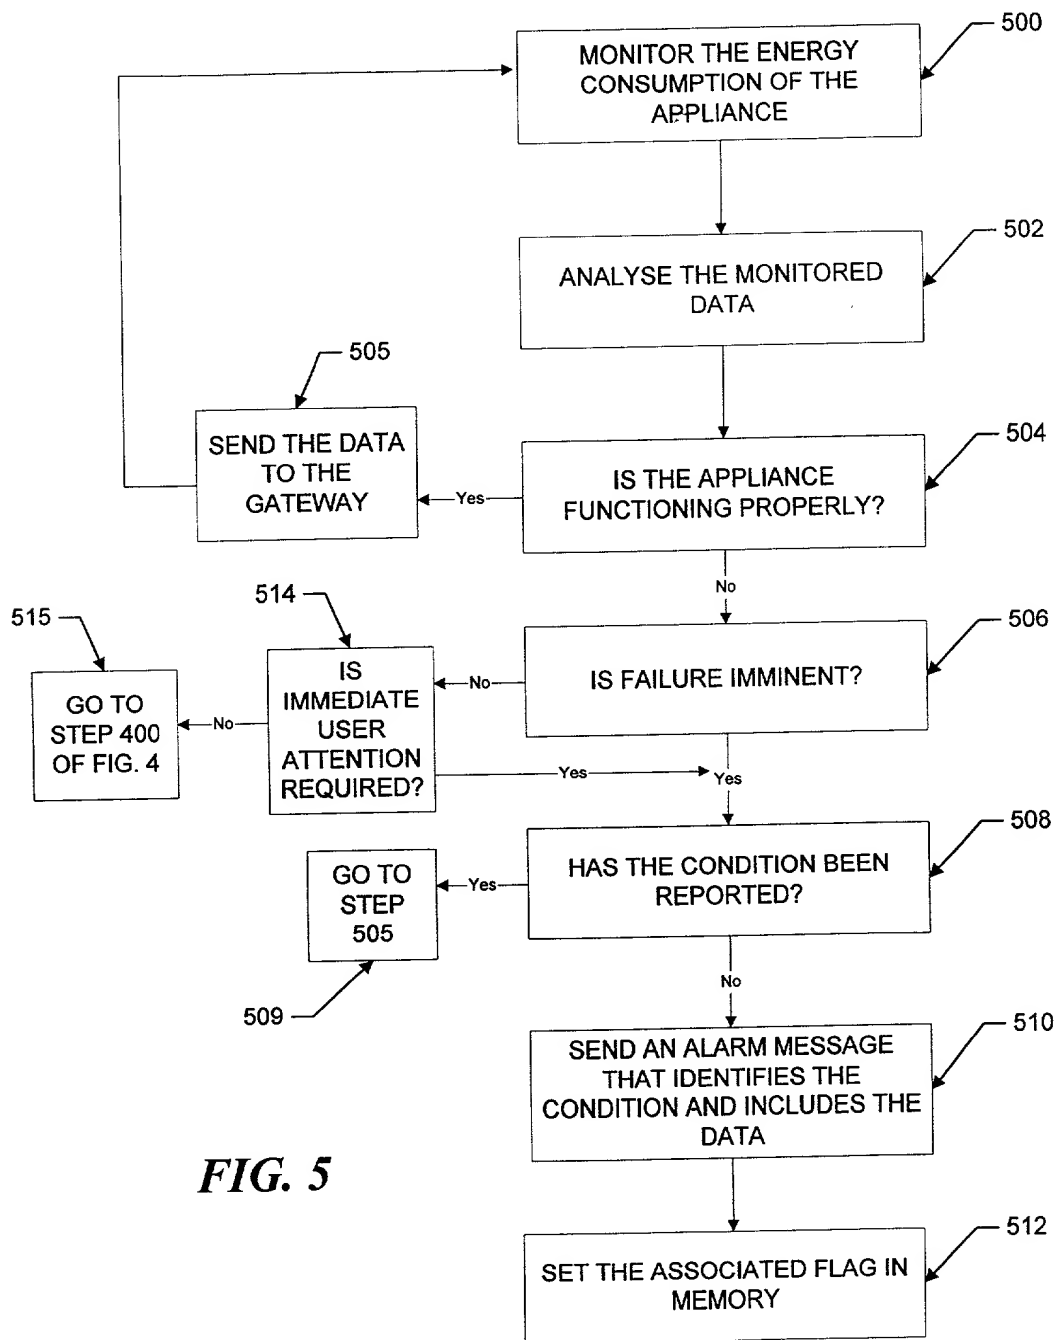 500
MONITOR THE ENERGY
CONSUMPTION OF THE
APPLIANCE
502
ANALYSE THE MONITORED
DATA
505
SEND THE DATA
TO THE
GATEWAY
504
IS THE APPLIANCE
FUNCTIONING PROPERLY?
Yes
No
514
515
506
IS FAILURE IMMINENT?
No
IS
IMMEDIATE
USER
ATTENTION
REQUIRED?
No
GO TO
STEP 400
OF FIG. 4
Yes
Yes
508
HAS THE CONDITION BEEN
REPORTED?
Yes
GO TO
STEP
505
509
No
510
SEND AN ALARM MESSAGE
THAT IDENTIFIES THE
CONDITION AND INCLUDES THE
DATA
FIG. 5
512
SET THE ASSOCIATED FLAG IN
MEMORY